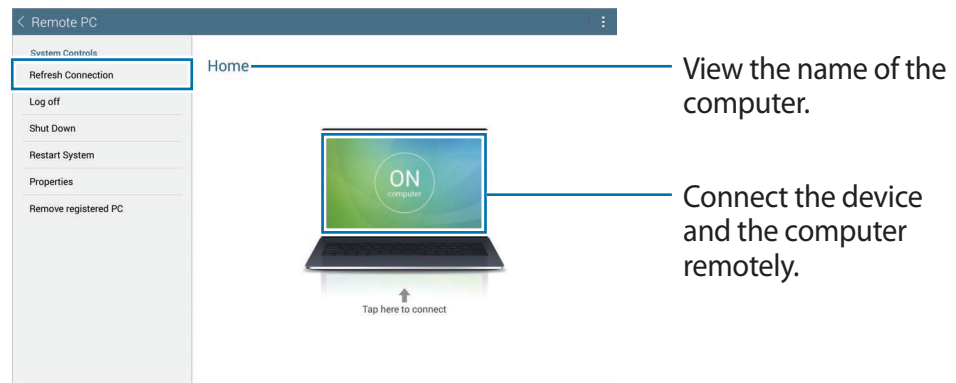 Remote PC
System Controls
Refresh Connection
Log off
Shut Down
Restart System
Properties
Remove registered PC
Home
ON
computer
Tap here to connect
View the name of the
computer.
Connect the device
and the computer
remotely.